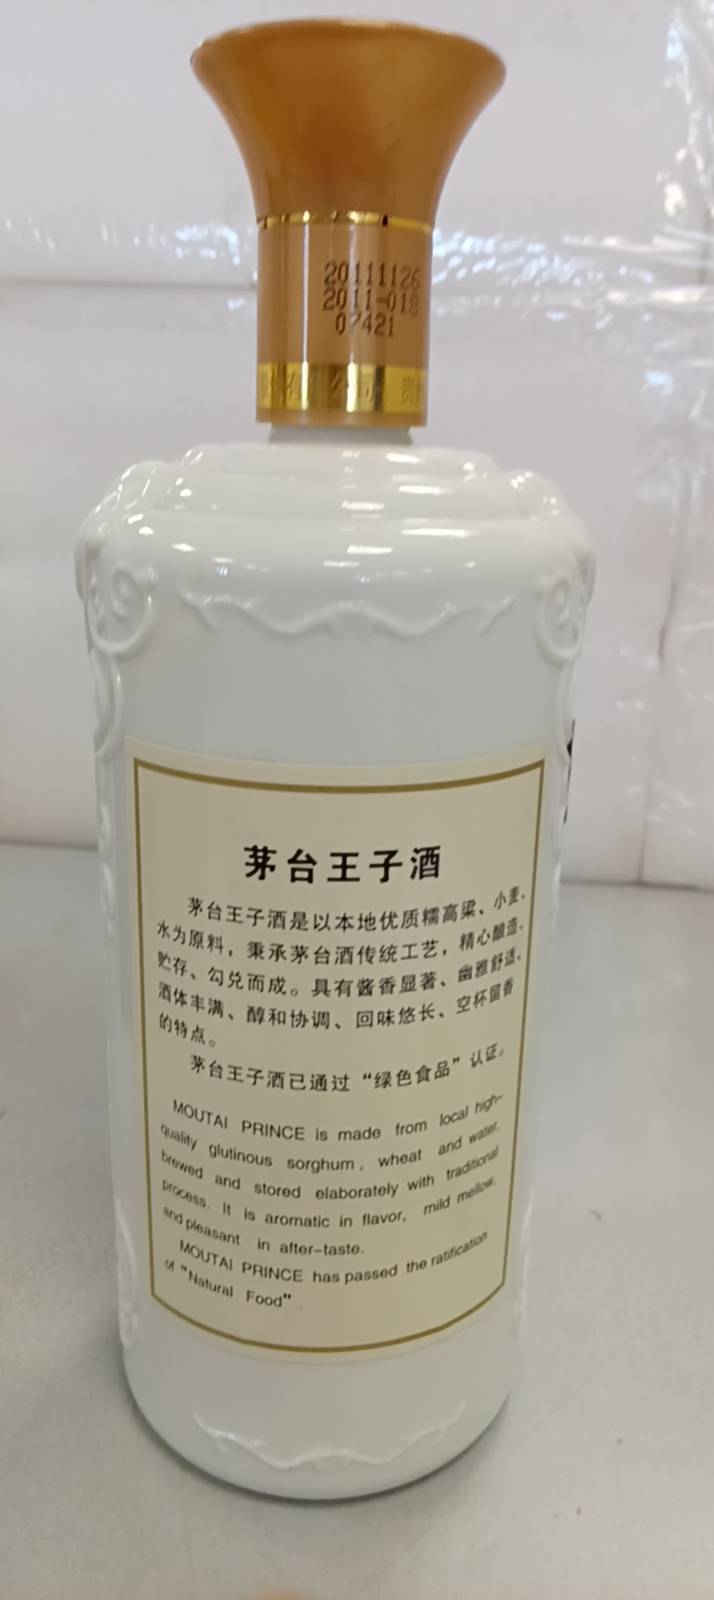 20111126
2011-018
07421
有限公司 贵
茅台王子酒
茅台王子酒是以本地优质糯高粱、小麦、
水为原料，秉承茅台酒传统工艺，精心酿造、
贮存、勾兑而成。具有酱香显著、幽雅舒适、
酒体丰满、醇和协调、回味悠长、空杯留香
的特点。
茅台王子酒已通过“绿色食品”认证。
MOUTAI PRINCE is made from local high-
quality glutinous sorghum, wheat and water,
brewed and stored elaborately with traditional
process. It is aromatic in flavor, mild mellow,
and pleasant in after-taste.
MOUTAI PRINCE has passed the ratification
of "Natural Food"